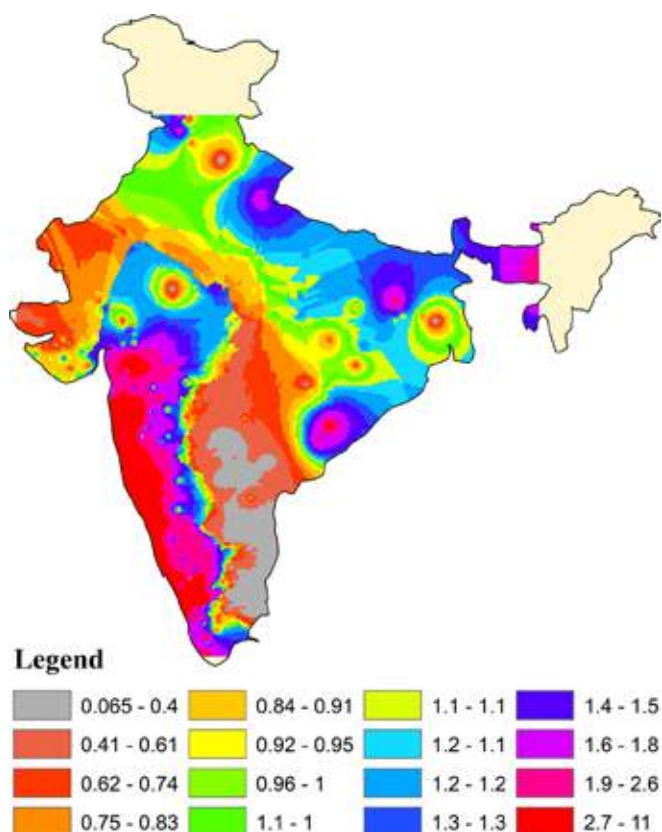 Legend
0.065 - 0.4
0.41 - 0.61
0.62 - 0.74
0.75 - 0.83
0.84 - 0.91
0.92 - 0.95
0.96 - 1
1.1 - 1
1.1 - 1.1
1.2 - 1.1
1.2 - 1.2
1.3 - 1.3
1.4 - 1.5
1.6 - 1.8
1.9 - 2.6
2.7 - 11